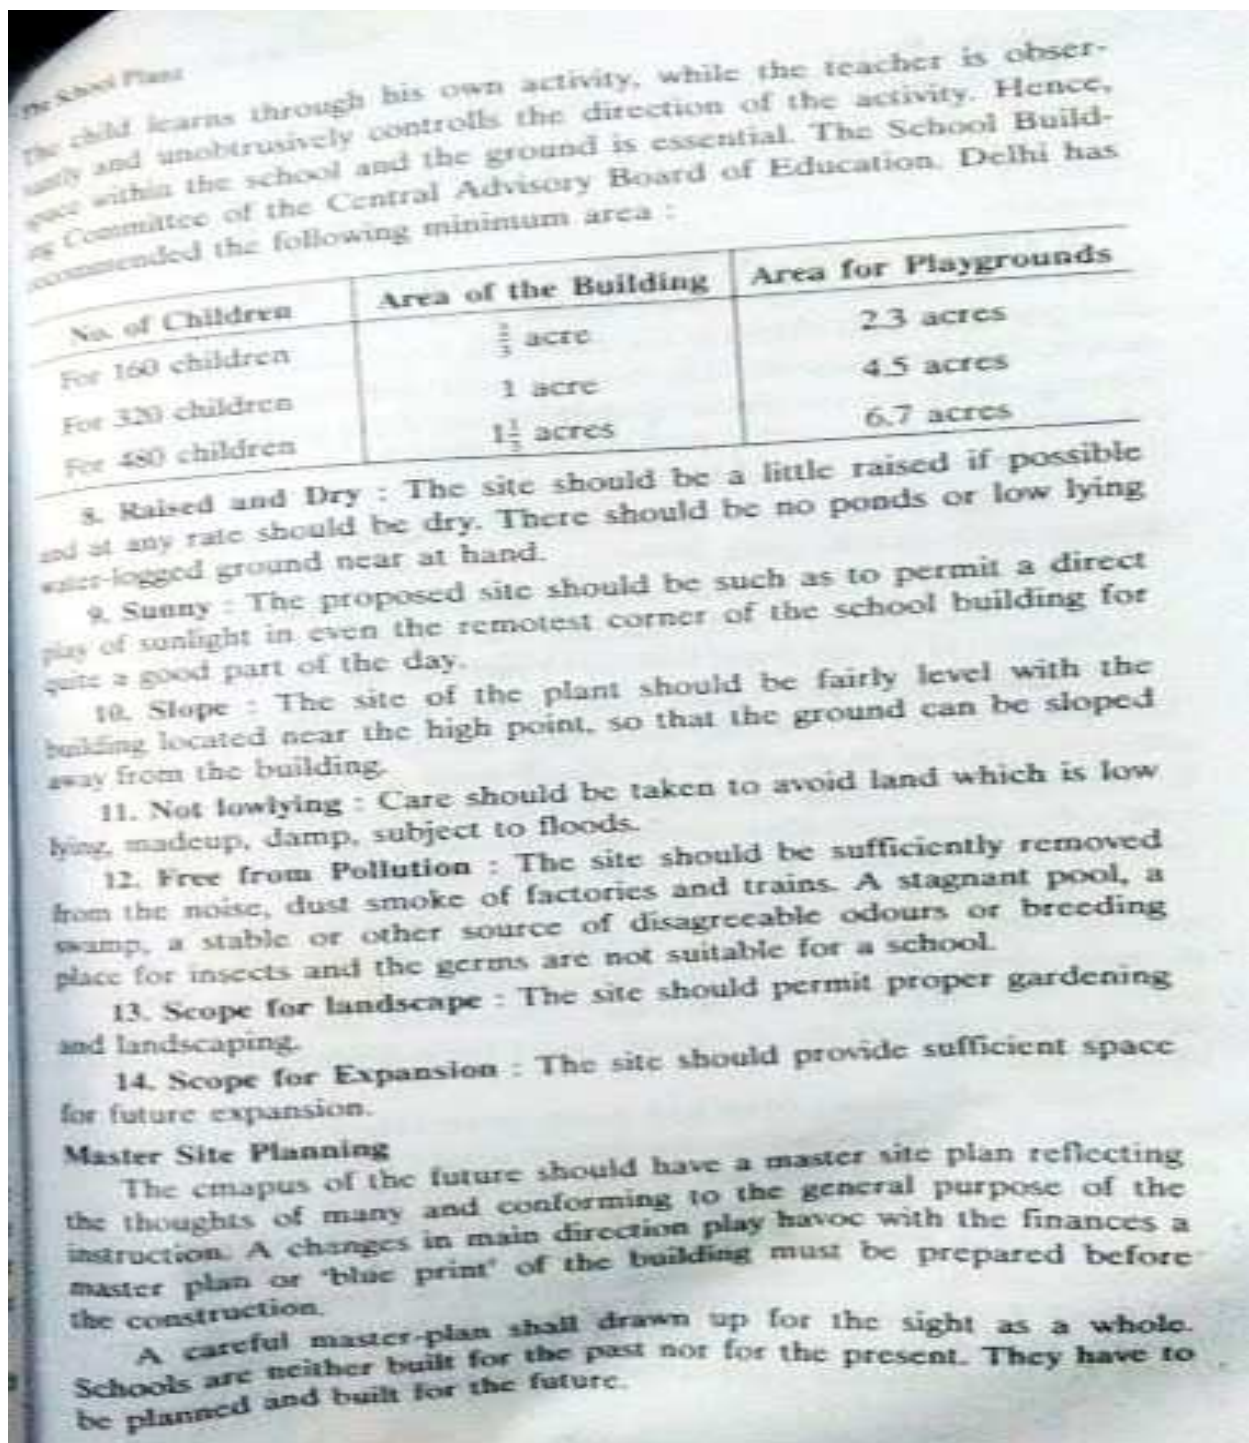 The School Plant
The child learns through his own activity, while the teacher is obser-
vantly and unobtrusively controlls the direction of the activity. Hence,
space within the school and the ground is essential. The School Build-
ing Committee of the Central Advisory Board of Education, Delhi has
recommended the following minimum area :
No. of Children Area of the Building Area for Playgrounds
For 160 children acre 2.3 acres
For 320 children 1 acre 4.5 acres
For 480 children 1⅓ acres 6.7 acres
8. Raised and Dry : The site should be a little raised if possible
and at any rate should be dry. There should be no ponds or low lying
water-logged ground near at hand.
9. Sunny : The proposed site should be such as to permit a direct
play of sunlight in even the remotest corner of the school building for
quite a good part of the day.
10. Slope : The site of the plant should be fairly level with the
building located near the high point, so that the ground can be sloped
away from the building.
11. Not lowlying : Care should be taken to avoid land which is low
lying, madeup, damp, subject to floods.
12. Free from Pollution : The site should be sufficiently removed
from the noise, dust smoke of factories and trains. A stagnant pool, a
swamp, a stable or other source of disagreeable odours or breeding
place for insects and the germs are not suitable for a school.
13. Scope for landscape : The site should permit proper gardening
and landscaping.
14. Scope for Expansion : The site should provide sufficient space
for future expansion.
Master Site Planning
The cmapus of the future should have a master site plan reflecting
the thoughts of many and conforming to the general purpose of the
instruction. A changes in main direction play havoc with the finances a
master plan or 'blue print' of the building must be prepared before
the construction.
A careful master-plan shall drawn up for the sight as a whole.
Schools are neither built for the past nor for the present. They have to
be planned and built for the future.